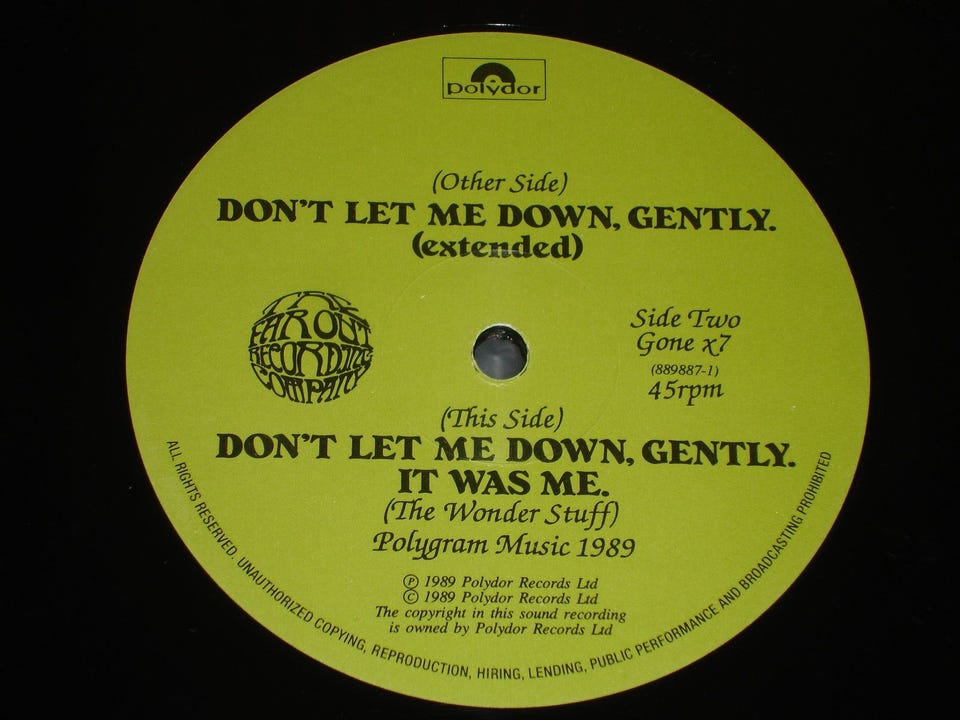 polydor
(Other Side)
DON'T LET ME DOWN, GENTLY.
(extended)
THE
FAR OUT
RECORDING
COMPANY
Side Two
Gone x7
(889887-1)
45rpm
(This Side)
DON'T LET ME DOWN, GENTLY.
IT WAS ME.
(The Wonder Stuff)
Polygram Music 1989
Ⓟ 1989 Polydor Records Ltd
© 1989 Polydor Records Ltd
The copyright in this sound recording
is owned by Polydor Records Ltd
ALL RIGHTS RESERVED. UNAUTHORIZED COPYING, REPRODUCTION, HIRING, LENDING, PUBLIC PERFORMANCE AND BROADCASTING PROHIBITED